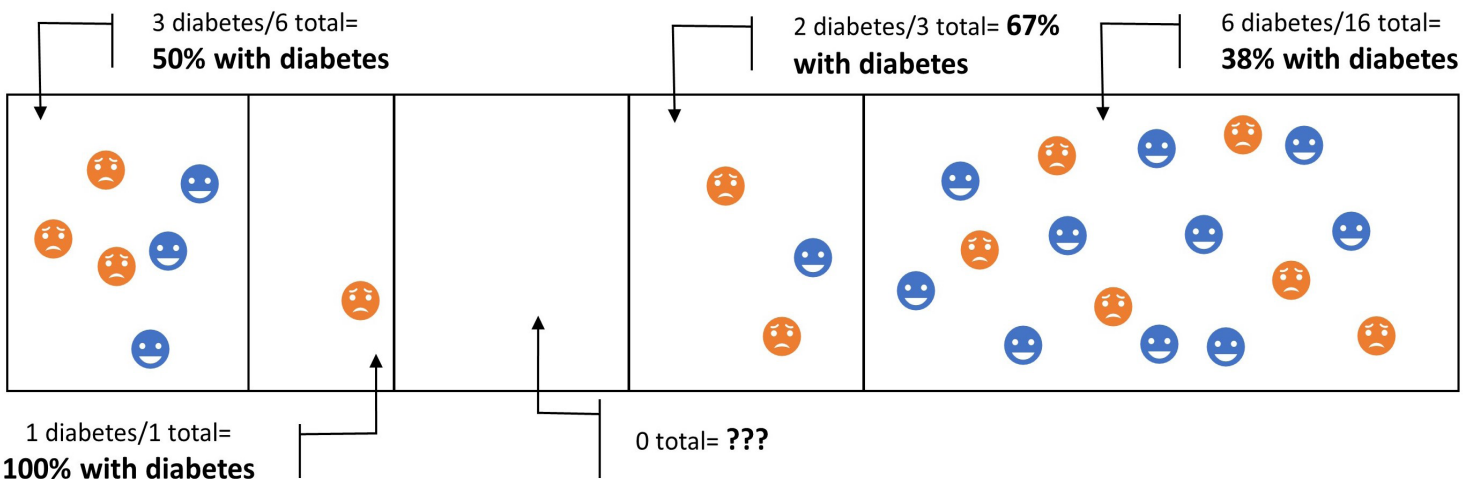 3 diabetes/6 total=
50% with diabetes
2 diabetes/3 total= 67%
with diabetes
6 diabetes/16 total=
38% with diabetes
1 diabetes/1 total=
100% with diabetes
0 total= ???